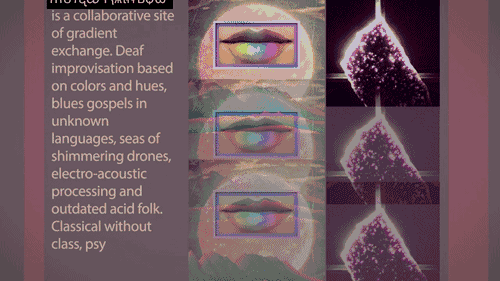 is a collaborative site
of gradient
exchange. Deaf
improvisation based
on colors and hues,
blues gospels in
unknown
languages, seas of
shimmering drones,
electro-acoustic
processing and
outdated acid folk.
Classical without
class, psy